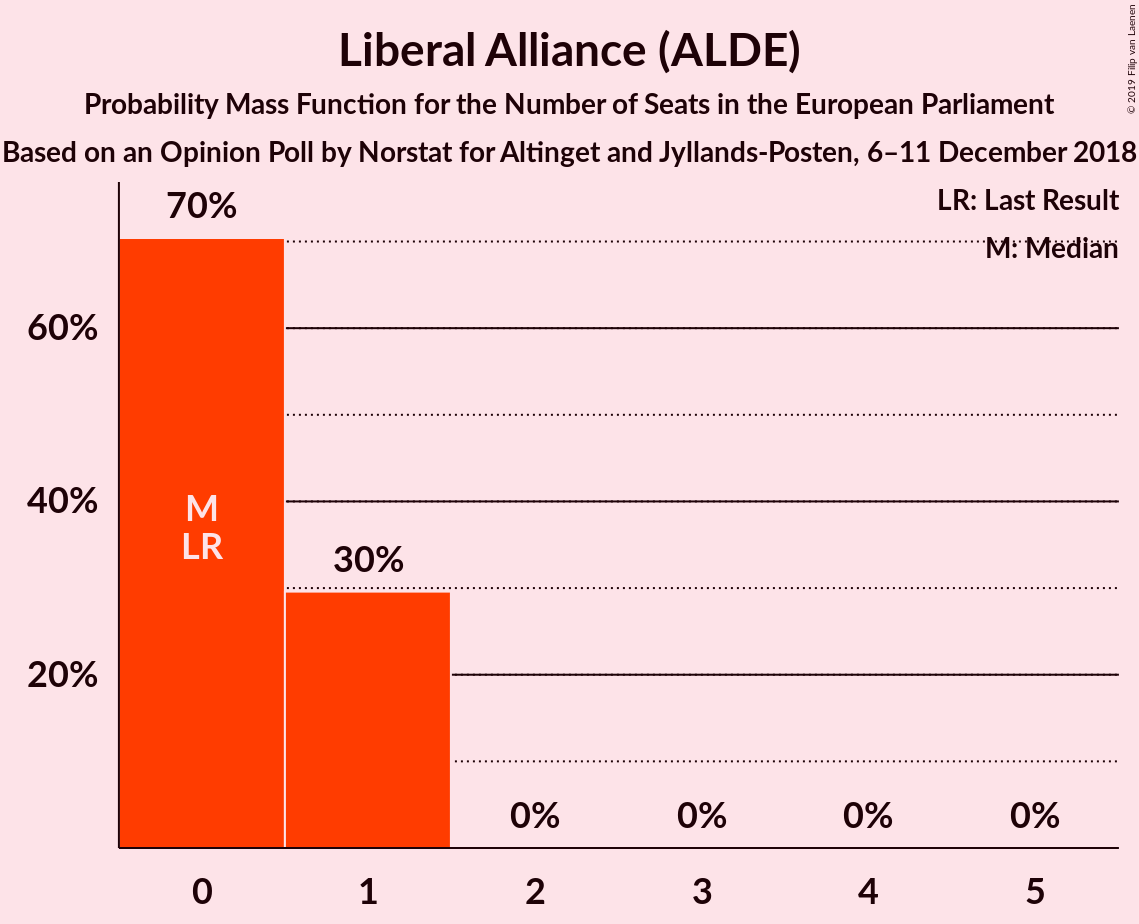 Liberal Alliance (ALDE)
Probability Mass Function for the Number of Seats in the European Parliament
Based on an Opinion Poll by Norstat for Altinget and Jyllands-Posten, 6–11 December 2018
© 2019 Filip van Laenen
LR: Last Result
M: Median
70%
60%
40%
20%
M
LR
30%
0%
0%
0%
0%
0
1
2
3
4
5